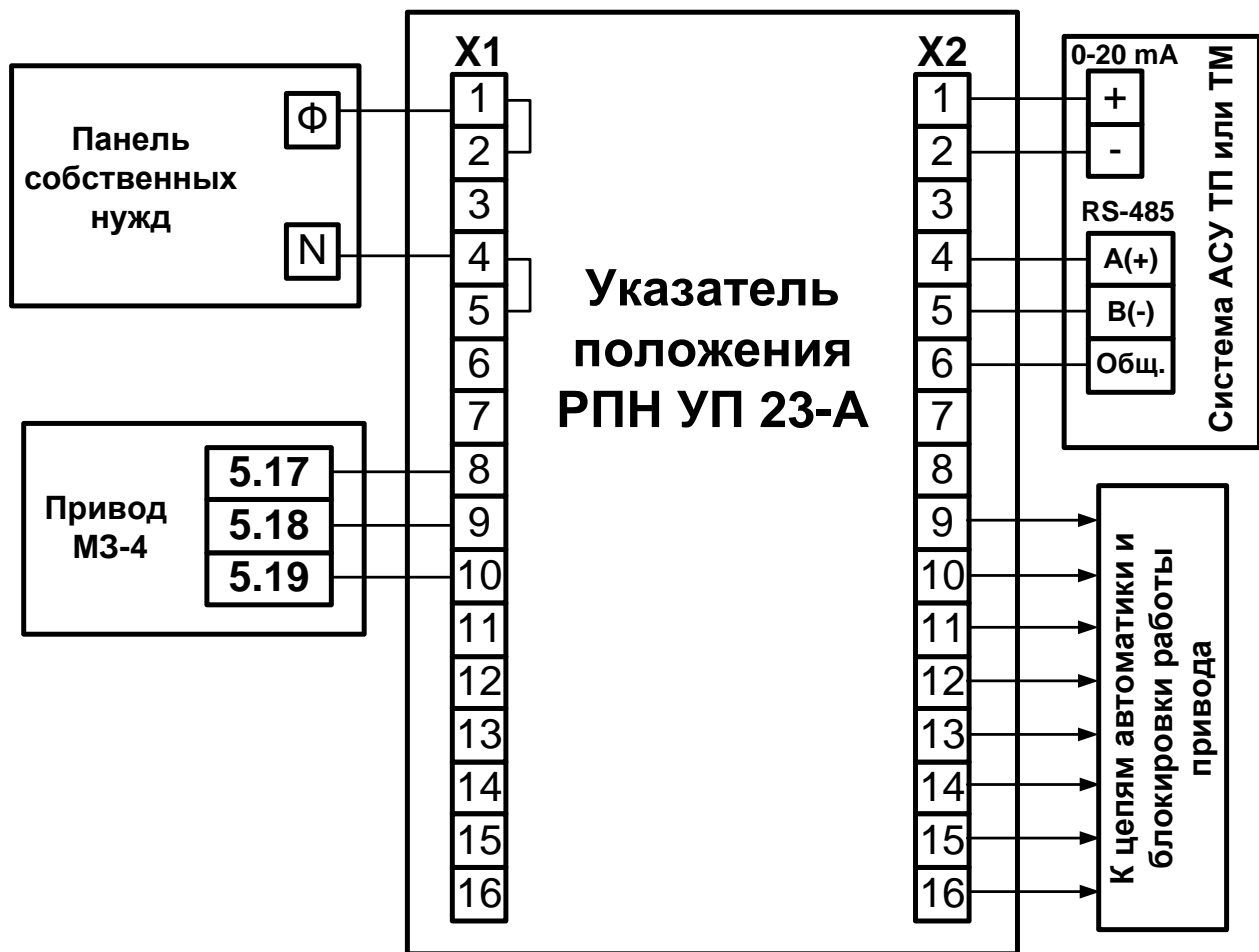 Панель
собственных
нужд
Ф
N
Привод
МЗ-4
5.17
5.18
5.19
X1
1
2
3
4
5
6
7
8
9
10
11
12
13
14
15
16
Указатель
положения
РПН УП 23-А
X2
1
2
3
4
5
6
7
8
9
10
11
12
13
14
15
16
0-20 mA
+
-
RS-485
A(+)
B(-)
Общ.
Система АСУ ТП или ТМ
К цепям автоматики и
блокировки работы
привода